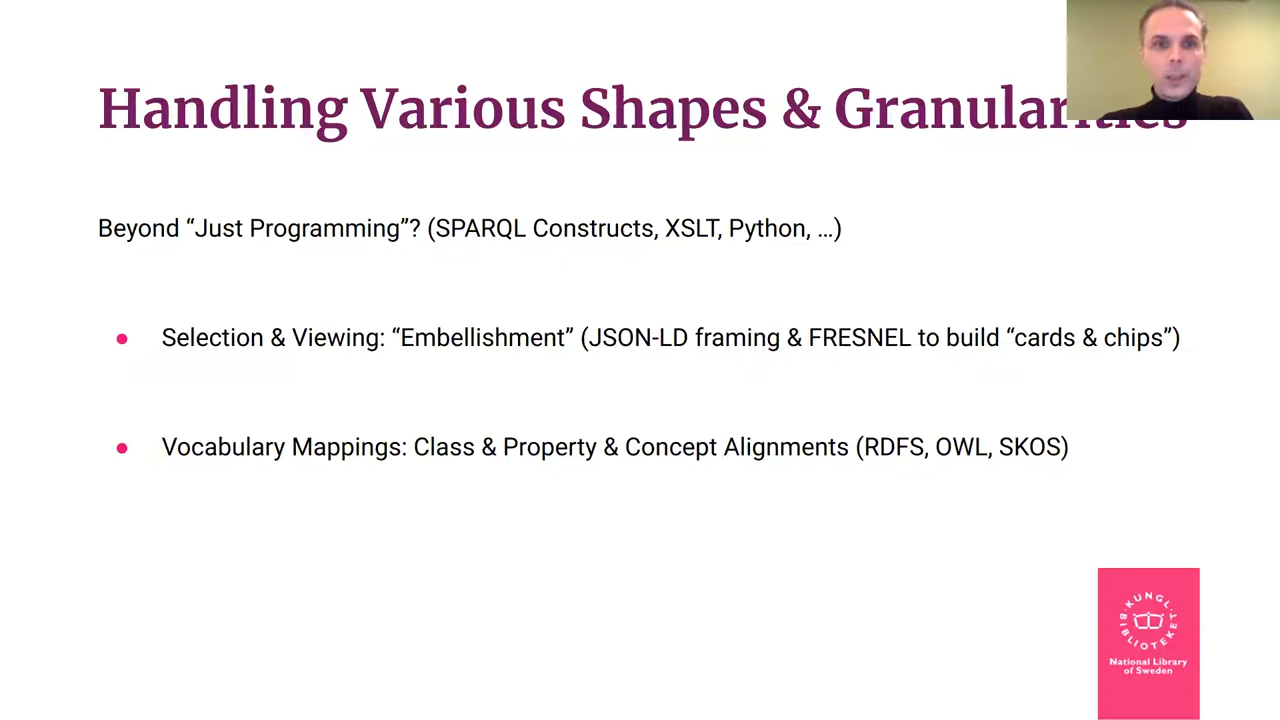 Handling Various Shapes & Granularities
Beyond “Just Programming”? (SPARQL Constructs, XSLT, Python, …)
● Selection & Viewing: “Embellishment” (JSON-LD framing & FRESNEL to build “cards & chips”)
● Vocabulary Mappings: Class & Property & Concept Alignments (RDFS, OWL, SKOS)
KUNGL.
BIBLIOTEKET
National Library
of Sweden